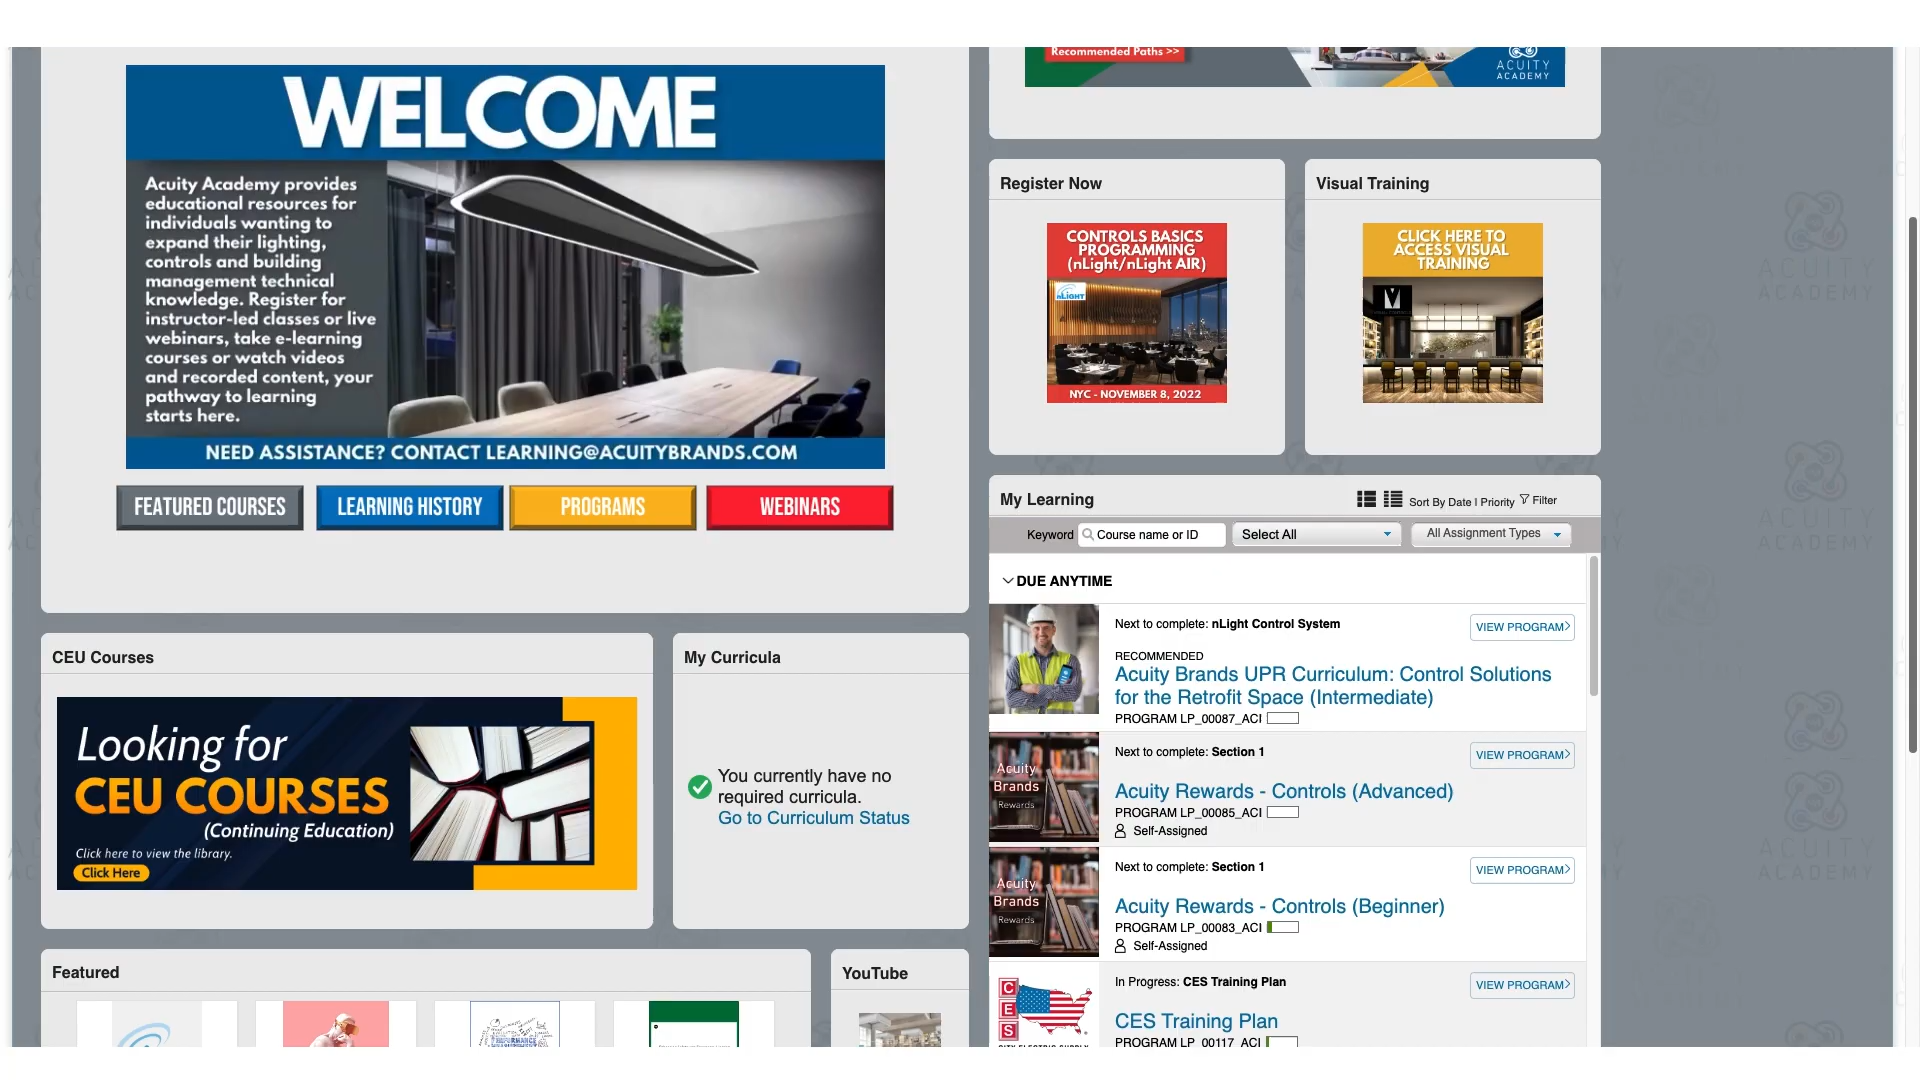 WELCOME
Acuity Academy provides
educational resources for
individuals wanting to
expand their lighting,
controls and building
management technical
knowledge. Register for
instructor-led classes or live
webinars, take e-learning
courses or watch videos
and recorded content, your
pathway to learning
starts here.
NEED ASSISTANCE? CONTACT LEARNING@ACUITYBRANDS.COM
FEATURED COURSES
LEARNING HISTORY
PROGRAMS
WEBINARS
CEU Courses
Looking for
CEU COURSES
(Continuing Education)
Click here to view the library.
Click Here
My Curricula
You currently have no
required curricula.
Go to Curriculum Status
Featured
YouTube
Recommended Paths >>
ACUITY
ACADEMY
Register Now
CONTROLS BASICS
PROGRAMMING
(nLight/nLight AIR)
nLIGHT
NYC - NOVEMBER 8, 2022
Visual Training
CLICK HERE TO
ACCESS VISUAL
TRAINING
My Learning
Sort By Date | Priority
Filter
Keyword
Course name or ID
Select All
All Assignment Types
DUE ANYTIME
Next to complete: nLight Control System
VIEW PROGRAM
RECOMMENDED
Acuity Brands UPR Curriculum: Control Solutions
for the Retrofit Space (Intermediate)
PROGRAM LP_00087_ACI
Acuity
Brands
Rewards
Next to complete: Section 1
VIEW PROGRAM
Acuity Rewards - Controls (Advanced)
PROGRAM LP_00085_ACI
Self-Assigned
Acuity
Brands
Rewards
Next to complete: Section 1
VIEW PROGRAM
Acuity Rewards - Controls (Beginner)
PROGRAM LP_00083_ACI
Self-Assigned
CES
In Progress: CES Training Plan
VIEW PROGRAM
CES Training Plan
PROGRAM LP_00117_ACI
ACUITY
ACADEMY
ACUITY
ACADEMY
ACUITY
ACADEMY